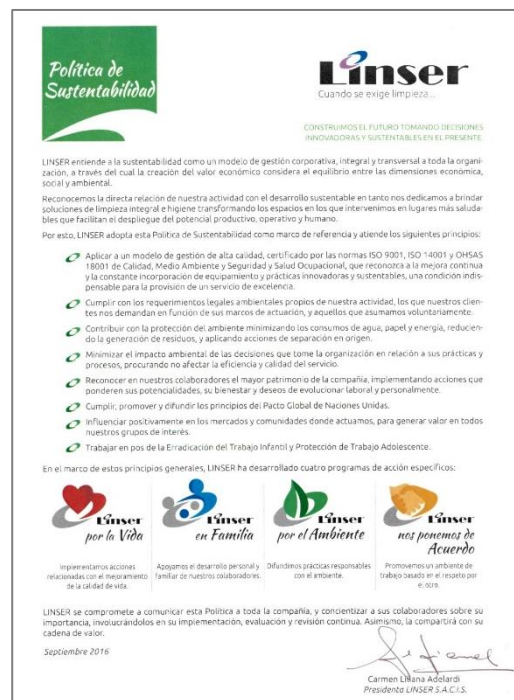 Política de
Sustentabilidad
Linser
Cuando se exige limpieza...
CONSTRUIMOS EL FUTURO TOMANDO DECISIONES
INNOVADORAS Y SUSTENTABLES EN EL PRESENTE.
LINSER entiende a la sustentabilidad como un modelo de gestión corporativa, integral y transversal a toda la organi-
zación, a través del cual la creación del valor económico considera el equilibrio entre las dimensiones económica,
social y ambiental.
Reconocemos la directa relación de nuestra actividad con el desarrollo sustentable en tanto nos dedicamos a brindar
soluciones de limpieza integral e higiene transformando los espacios en los que intervenimos en lugares más saluda-
bles que facilitan el despliegue del potencial productivo, operativo y humano.
Por esto, LINSER adopta esta Política de Sustentabilidad como marco de referencia y atiende los siguientes principios:
Aplicar a un modelo de gestión de alta calidad, certificado por las normas ISO 9001, ISO 14001 y OHSAS
18001 de Calidad, Medio Ambiente y Seguridad y Salud Ocupacional, que reconozca a la mejora continua
y la constante incorporación de equipamiento y prácticas innovadoras y sustentables, una condición indis-
pensable para la provisión de un servicio de excelencia.
Cumplir con los requerimientos legales ambientales propios de nuestra actividad, los que nuestros clien-
tes nos demandan en función de sus marcos de actuación, y aquellos que asumamos voluntariamente.
Contribuir con la protección del ambiente minimizando los consumos de agua, papel y energía, reducien-
do la generación de residuos, y aplicando acciones de separación en origen.
Minimizar el impacto ambiental de las decisiones que tome la organización en relación a sus prácticas y
procesos, procurando no afectar la eficiencia y calidad del servicio.
Reconocer en nuestros colaboradores el mayor patrimonio de la compañía, implementando acciones que
ponderen sus potencialidades, su bienestar y deseos de evolucionar laboral y personalmente.
Cumplir, promover y difundir los principios del Pacto Global de Naciones Unidas.
Influenciar positivamente en los mercados y comunidades donde actuamos, para generar valor en todos
nuestros grupos de interés.
Trabajar en pos de la Erradicación del Trabajo Infantil y Protección de Trabajo Adolescente.
En el marco de estos principios generales, LINSER ha desarrollado cuatro programas de acción específicos:
Linser
por la Vida
Implementamos acciones
relacionadas con el mejoramiento
de la calidad de vida.
Linser
en Familia
Apoyamos el desarrollo personal y
familiar de nuestros colaboradores.
Linser
por el Ambiente
Difundimos prácticas responsables
con el ambiente.
Linser
nos ponemos de
Acuerdo
Promovemos un ambiente de
trabajo basado en el respeto por
el otro.
LINSER se compromete a comunicar esta Política a toda la compañía, y concientizar a sus colaboradores sobre su
importancia, involucrándolos en su implementación, evaluación y revisión continua. Asimismo, la compartirá con su
cadena de valor.
Septiembre 2016
Carmen Liliana Adelardi
Presidenta LINSER S.A.C.I.S.